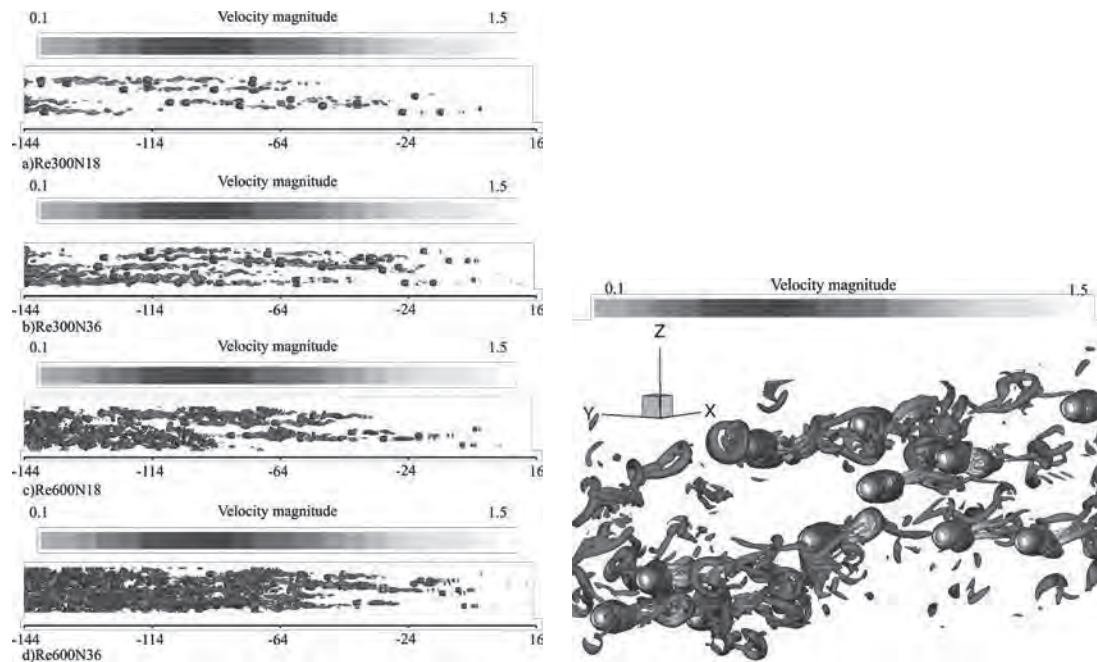 Velocity magnitude
0.1 1.5
-144 -114 -64 -24 16
a)Re300N18
Velocity magnitude
0.1 1.5
-144 -114 -64 -24 16
b)Re300N36
Velocity magnitude
0.1 1.5
-144 -114 -64 -24 16
c)Re600N18
Velocity magnitude
0.1 1.5
-144 -114 -64 -24 16
d)Re600N36
Velocity magnitude
0.1 1.5
Z
Y X